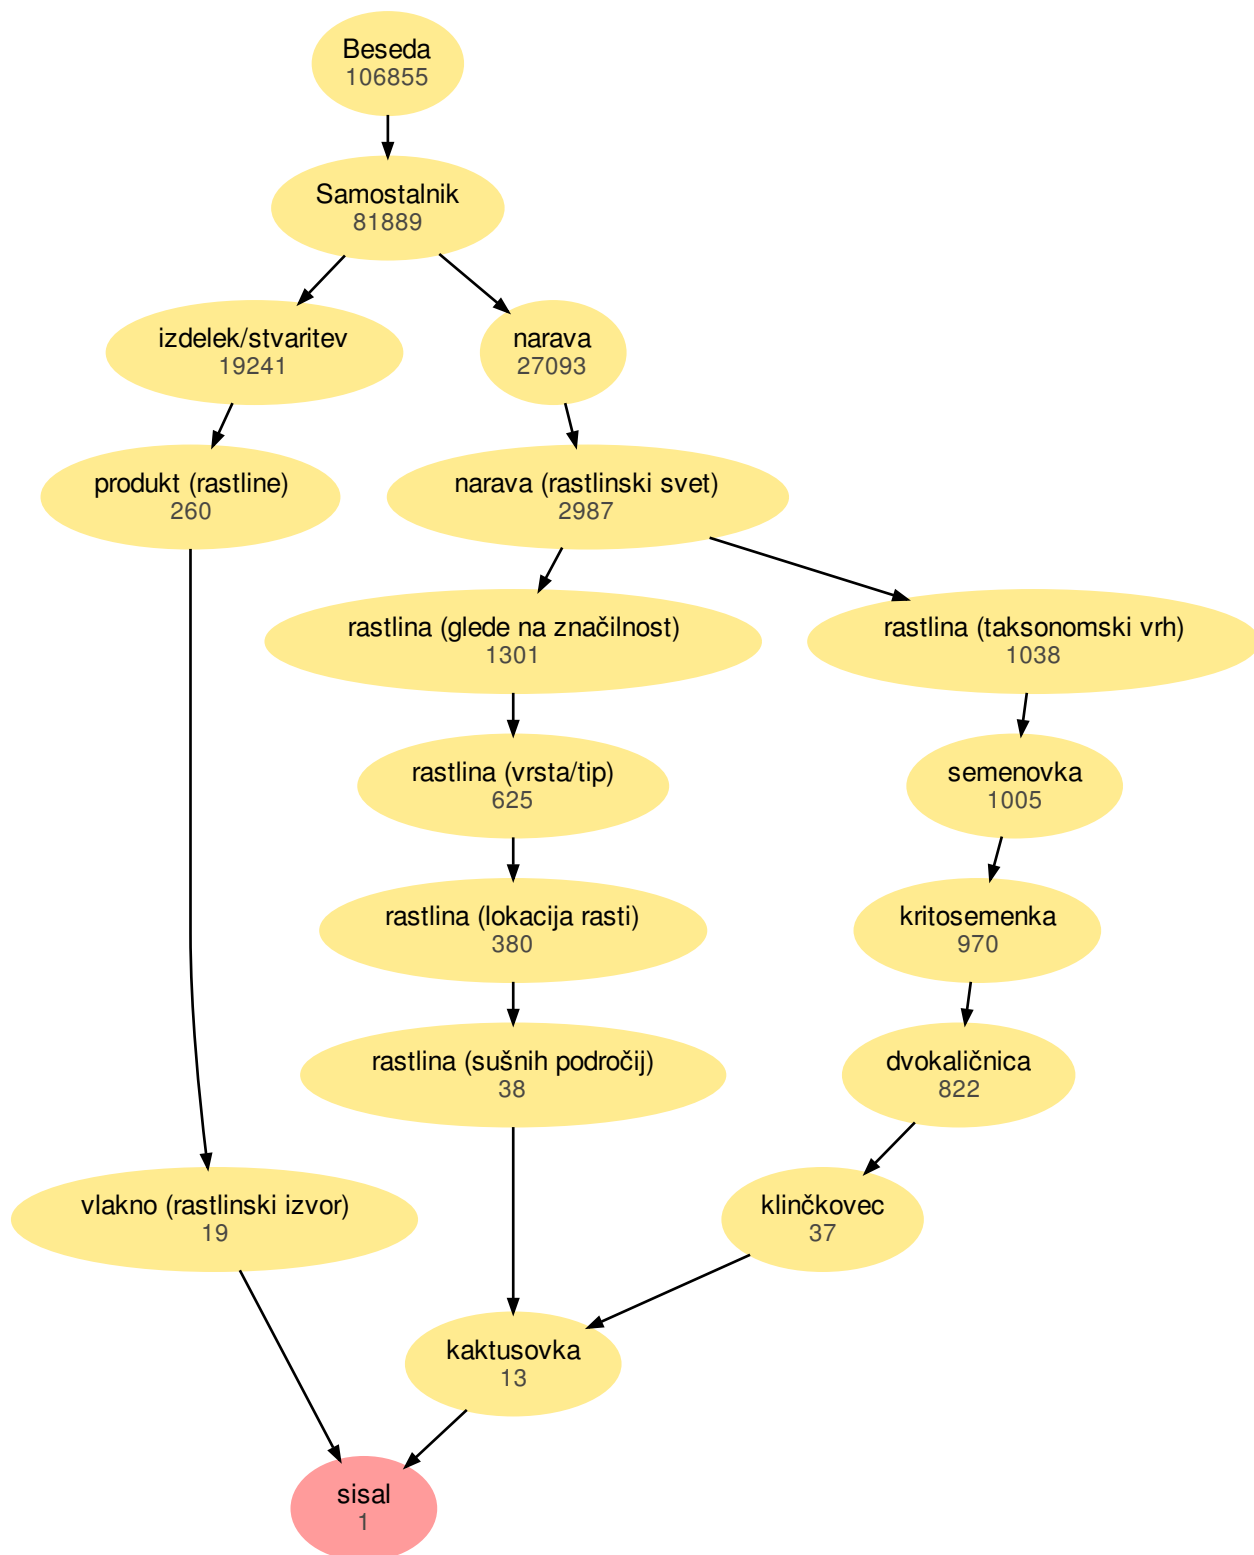 Beseda
106855
Samostalnik
81889
izdelek/stvaritev
19241
narava
27093
produkt (rastline)
260
narava (rastlinski svet)
2987
rastlina (glede na značilnost)
1301
rastlina (taksonomski vrh)
1038
rastlina (vrsta/tip)
625
semenovka
1005
rastlina (lokacija rasti)
380
kritosemenka
970
rastlina (sušnih področij)
38
dvokaličnica
822
vlakno (rastlinski izvor)
19
klinčkovec
37
kaktusovka
13
sisal
1